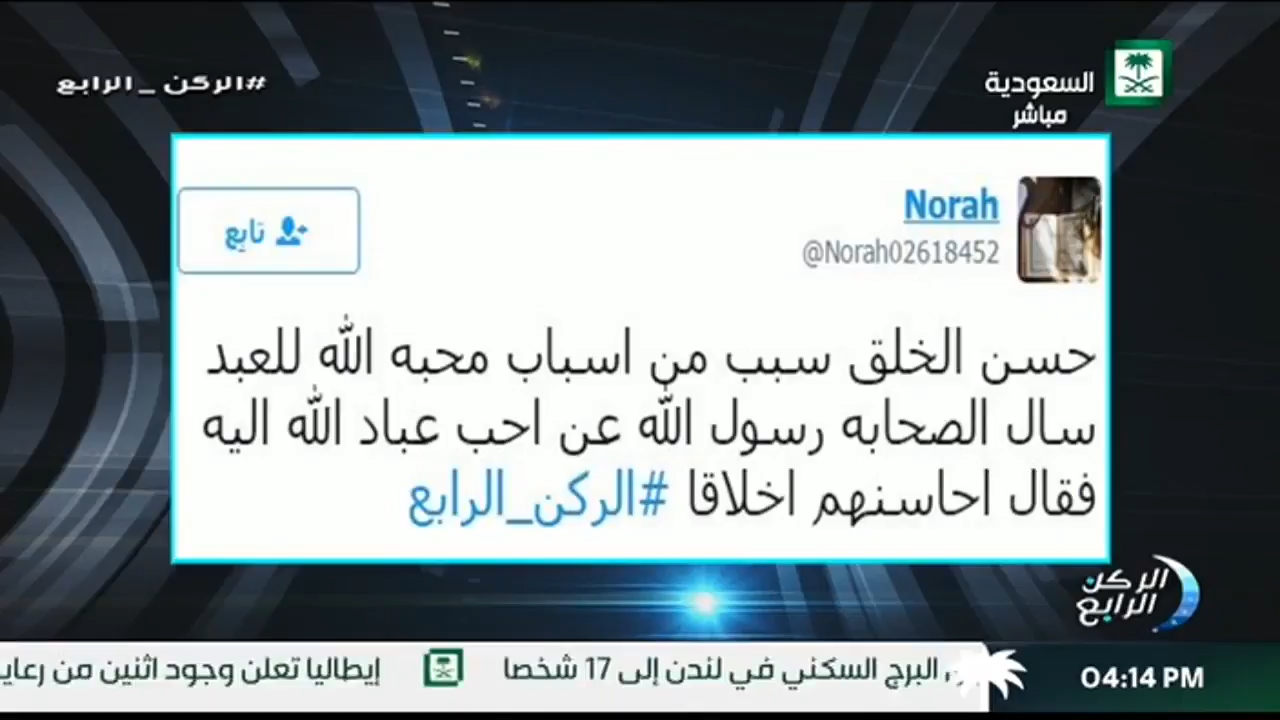 #الركن_الرابع
السعودية
مباشر
Norah
@Norah02618452
تابع
حسن الخلق سبب من اسباب محبه الله للعبد
سال الصحابه رسول الله عن احب عباد الله اليه
فقال احاسنهم اخلاقا #الركن_الرابع
الركن
الرابع
البرج السكني في لندن إلى 17 شخصا
إيطاليا تعلن وجود اثنين من
04:14 PM